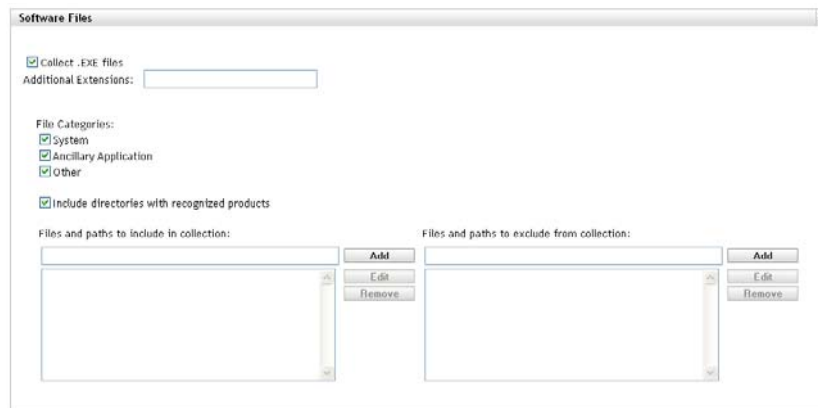 Software Files
Collect .EXE files
Additional Extensions:
File Categories:
System
Ancillary Application
Other
Include directories with recognized products
Files and paths to include in collection:
Files and paths to exclude from collection:
Add
Add
Edit
Edit
Remove
Remove